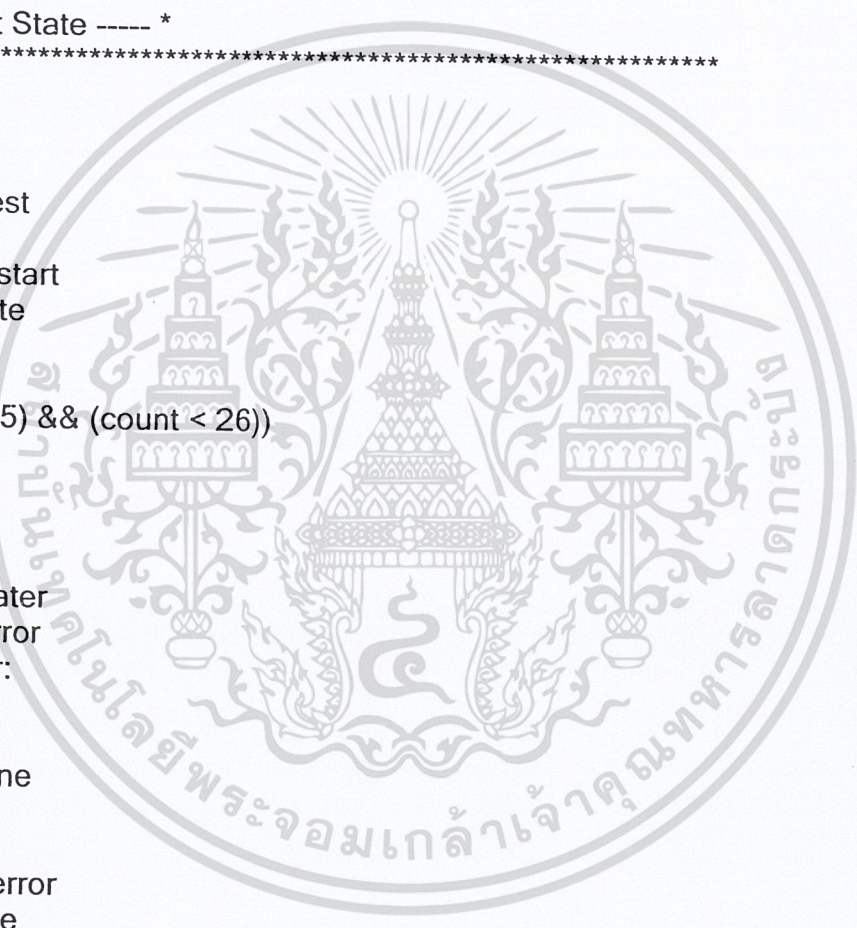 t State ----- *
*************************************************************
est
start
te
5) && (count < 26))
ater
rror
r:
ne
error
e
สถาบันเทคโนโลยีพระจอมเกล้าเจ้าคุณทหารลาดกระบัง